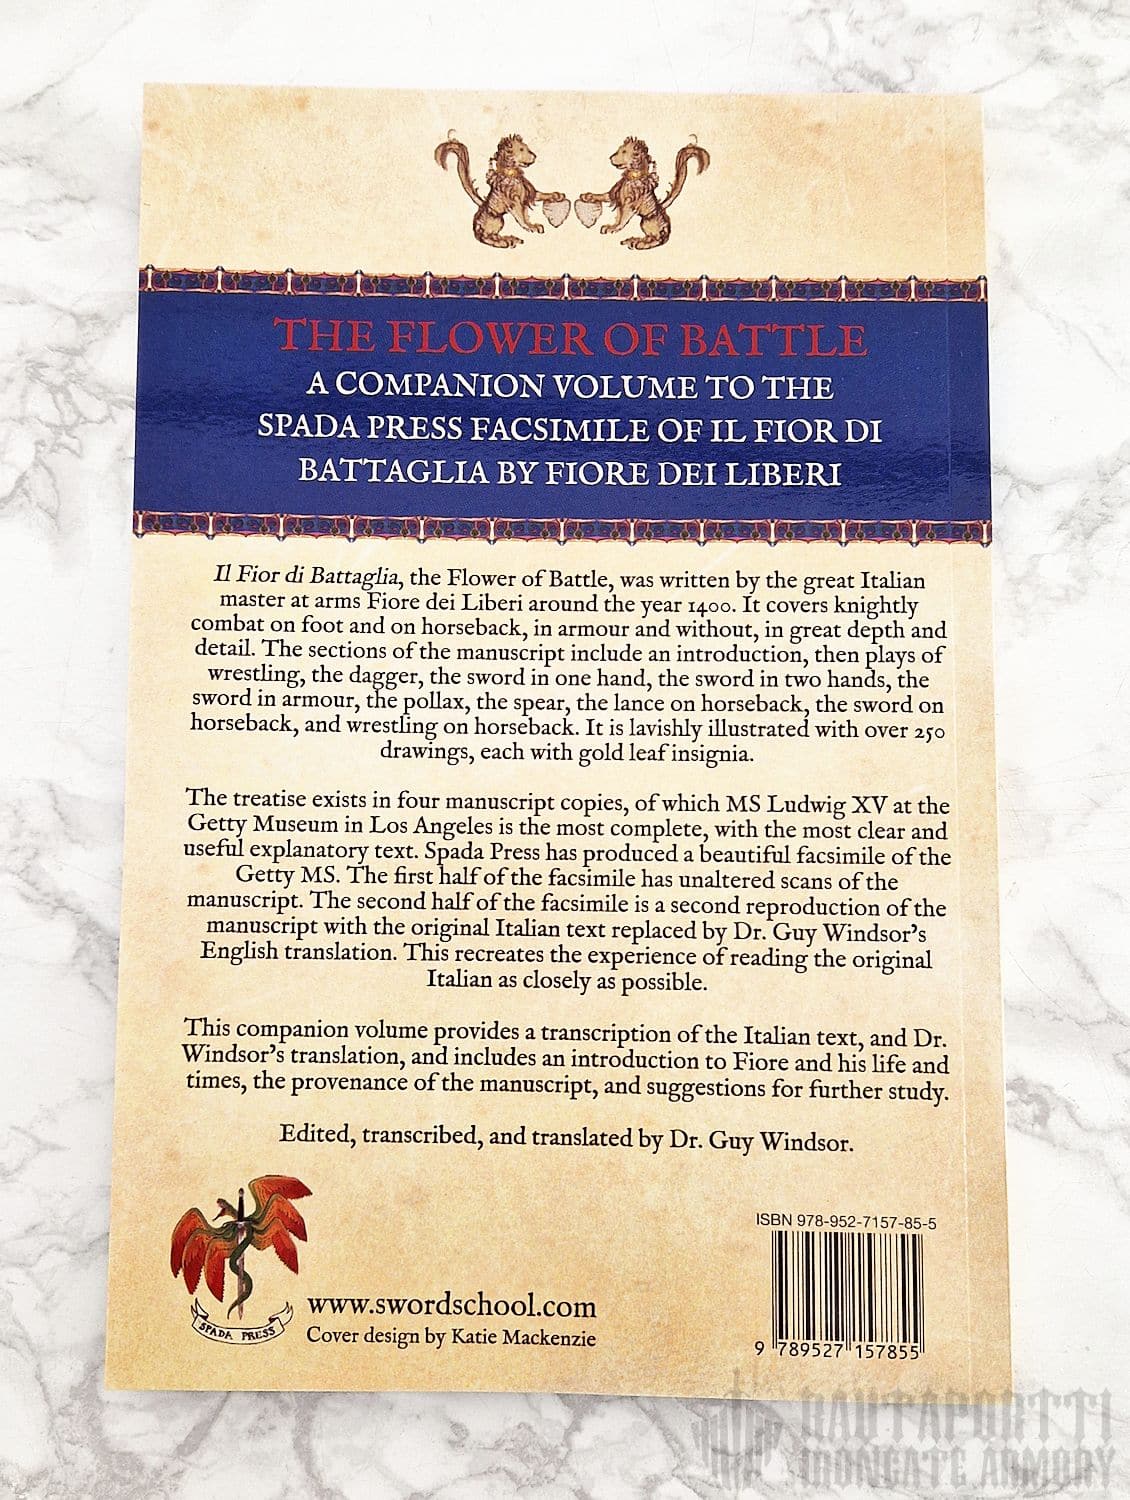 THE FLOWER OF BATTLE
A COMPANION VOLUME TO THE
SPADA PRESS FACSIMILE OF IL FIOR DI
BATTAGLIA BY FIORE DEI LIBERI
Il Fior di Battaglia, the Flower of Battle, was written by the great Italian
master at arms Fiore dei Liberi around the year 1400. It covers knightly
combat on foot and on horseback, in armour and without, in great depth and
detail. The sections of the manuscript include an introduction, then plays of
wrestling, the dagger, the sword in one hand, the sword in two hands, the
sword in armour, the pollax, the spear, the lance on horseback, the sword on
horseback, and wrestling on horseback. It is lavishly illustrated with over 250
drawings, each with gold leaf insignia.
The treatise exists in four manuscript copies, of which MS Ludwig XV at the
Getty Museum in Los Angeles is the most complete, with the most clear and
useful explanatory text. Spada Press has produced a beautiful facsimile of the
Getty MS. The first half of the facsimile has unaltered scans of the
manuscript. The second half of the facsimile is a second reproduction of the
manuscript with the original Italian text replaced by Dr. Guy Windsor's
English translation. This recreates the experience of reading the original
Italian as closely as possible.
This companion volume provides a transcription of the Italian text, and Dr.
Windsor's translation, and includes an introduction to Fiore and his life and
times, the provenance of the manuscript, and suggestions for further study.
Edited, transcribed, and translated by Dr. Guy Windsor.
SPADA PRESS
www.swordschool.com
Cover design by Katie Mackenzie
ISBN 978-952-7157-85-5
9 789527 157855
RAUTAPORTTI
IRONGATE ARMORY